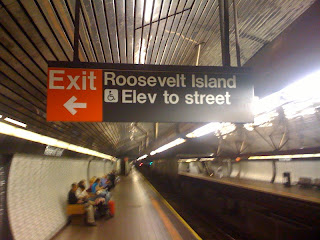 Exit
Roosevelt Island
Elev to street